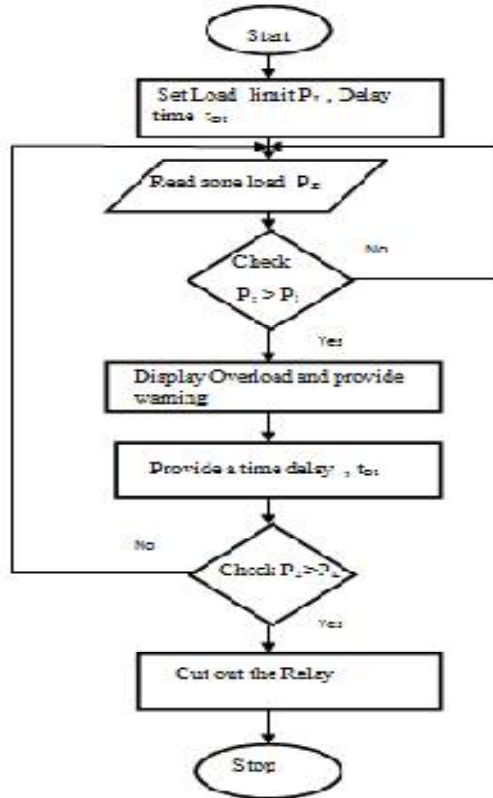 Start
Set Load limit P
, Delay
time t
Read zone load P
No
Check
P > P
Yes
Display Overload and provide
warning
Provide a time delay , t
No
Check P > P
Yes
Cut out the Relay
Stop